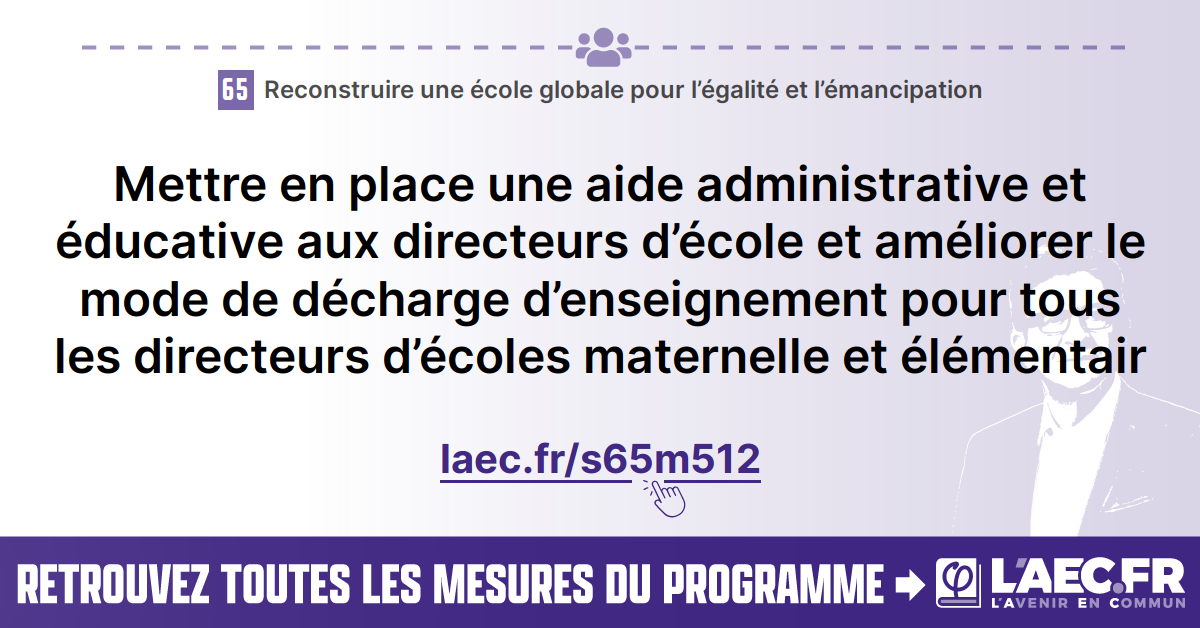 65 Reconstruire une école globale pour l’égalité et l’émancipation
Mettre en place une aide administrative et
éducative aux directeurs d’école et améliorer le
mode de décharge d’enseignement pour tous
les directeurs d’écoles maternelle et élémentair
laec.fr/s65m512
RETROUVEZ TOUTES LES MESURES DU PROGRAMME
L'AEC.FR
L'AVENIR EN COMMUN